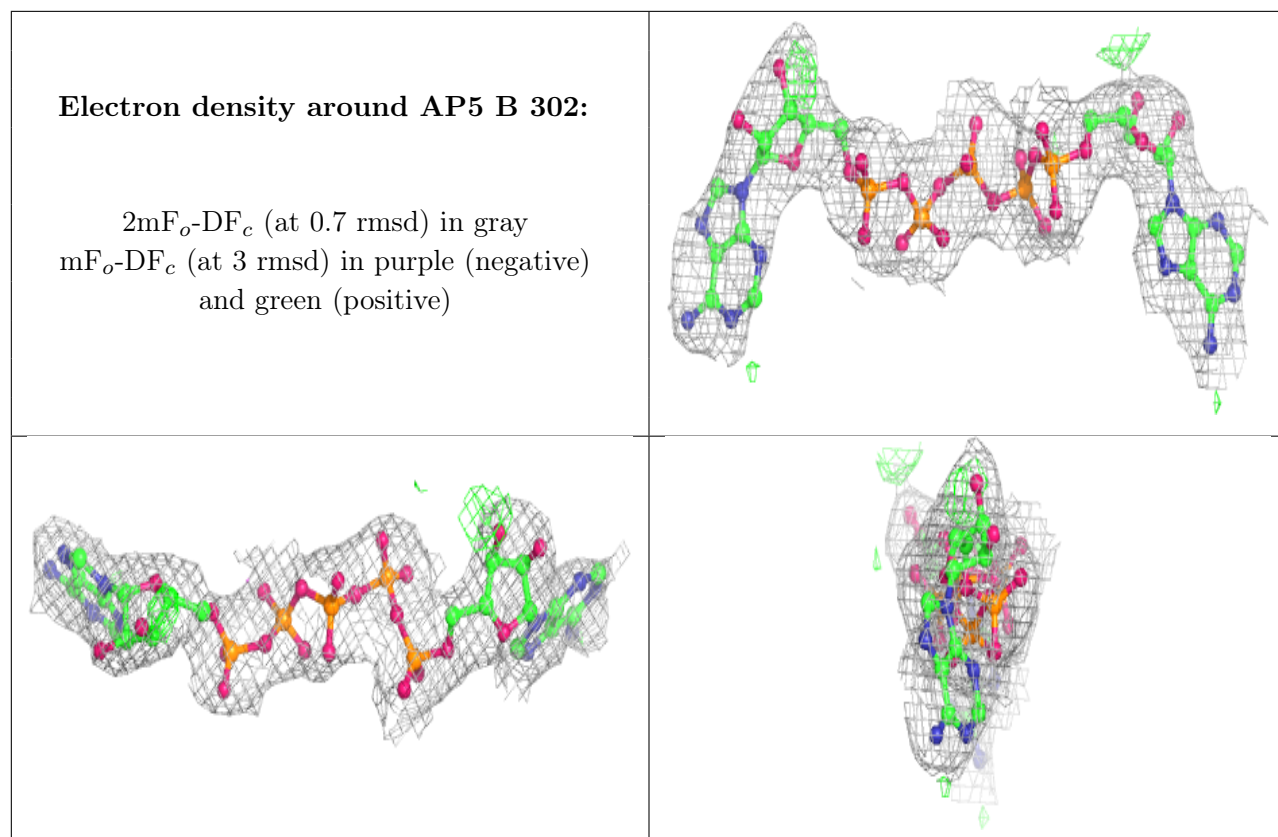 Electron density around AP5 B 302:
2mFo-DFc (at 0.7 rmsd) in gray
mFo-DFc (at 3 rmsd) in purple (negative)
and green (positive)